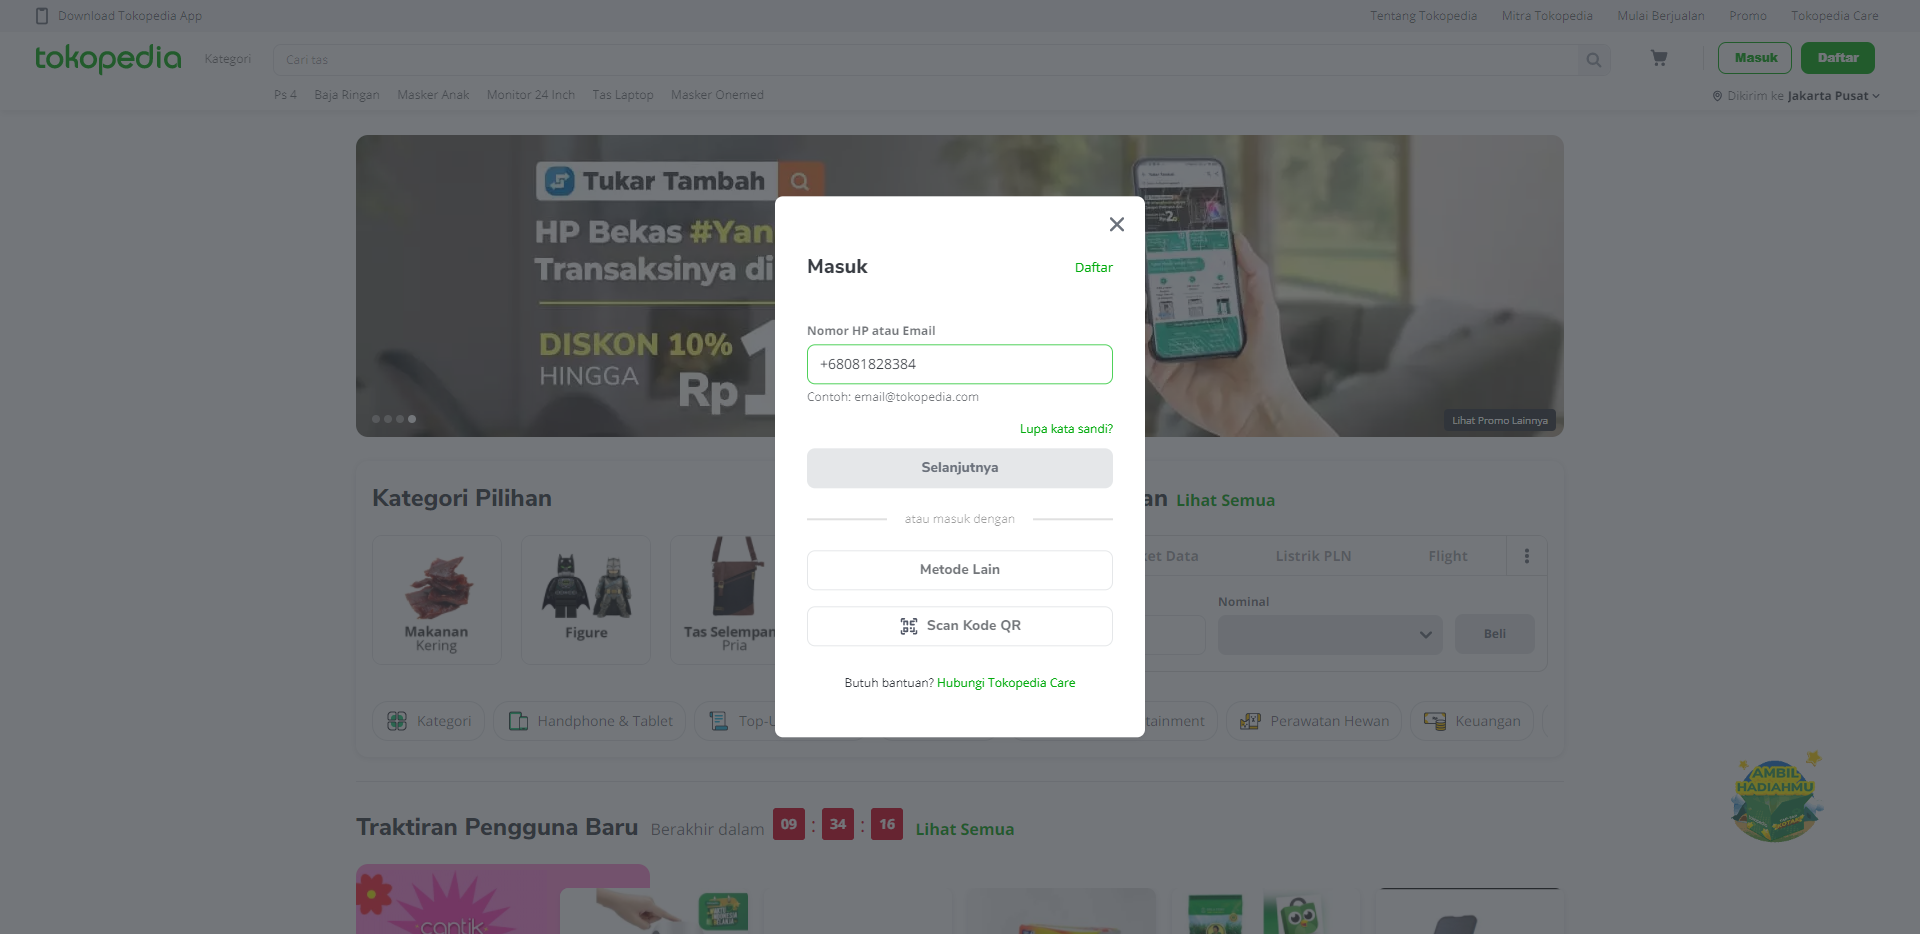 Download Tokopedia App
Tentang Tokopedia
Mitra Tokopedia
Mulai Berjualan
Promo
Tokopedia Care
tokopedia
Kategori
Cari tas
Masuk
Daftar
Ps 4
Baja Ringan
Masker Anak
Monitor 24 Inch
Tas Laptop
Masker Onemed
Dikirim ke Jakarta Pusat
Tukar Tambah
HP Bekas #Yan
Transaksinya di
DISKON 10%
HINGGA
Rp1
Lihat Promo Lainnya
Masuk
Daftar
Nomor HP atau Email
+68081828384
Contoh: email@tokopedia.com
Lupa kata sandi?
Selanjutnya
atau masuk dengan
Metode Lain
Scan Kode QR
Butuh bantuan? Hubungi Tokopedia Care
Kategori Pilihan
an Lihat Semua
Makanan
Kering
Figure
Tas Selempan
Pria
et Data
Listrik PLN
Flight
Nominal
Beli
Kategori
Handphone & Tablet
Top-U
tainment
Perawatan Hewan
Keuangan
AMBIL
HADIAHMU
Traktiran Pengguna Baru
Berakhir dalam
09 : 34 : 16
Lihat Semua
cantik